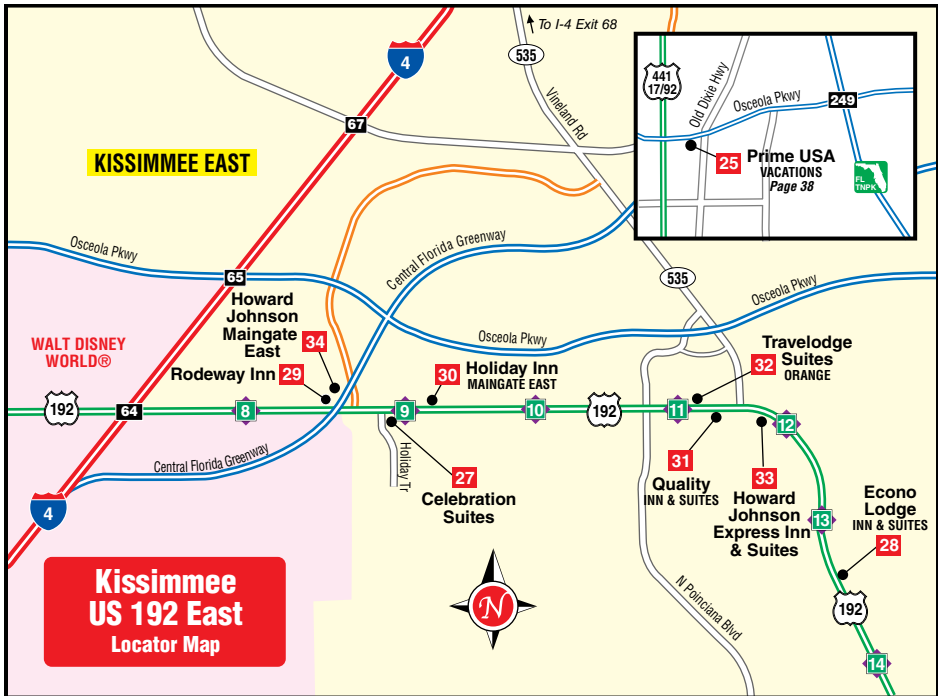 To I-4 Exit 68
4
535
67
Vineland Rd
KISSIMMEE EAST
441
17/92
Old Dixie Hwy
Osceola Pkwy
249
25
Prime USA
VACATIONS
Page 38
FL
TNPK
Osceola Pkwy
65
Central Florida Greenway
535
Osceola Pkwy
Osceola Pkwy
WALT DISNEY
WORLD®
Howard
Johnson
Maingate
East
34
Rodeway Inn
29
30
Holiday Inn
MAINGATE EAST
Travelodge
Suites
ORANGE
32
192
64
8
9
10
192
11
12
Central Florida Greenway
Holiday Tr
27
Celebration
Suites
31
Quality
INN & SUITES
33
Howard
Johnson
Express Inn
& Suites
13
Econo
Lodge
INN & SUITES
28
4
Kissimmee
US 192 East
Locator Map
N
N Poinciana Blvd
192
14